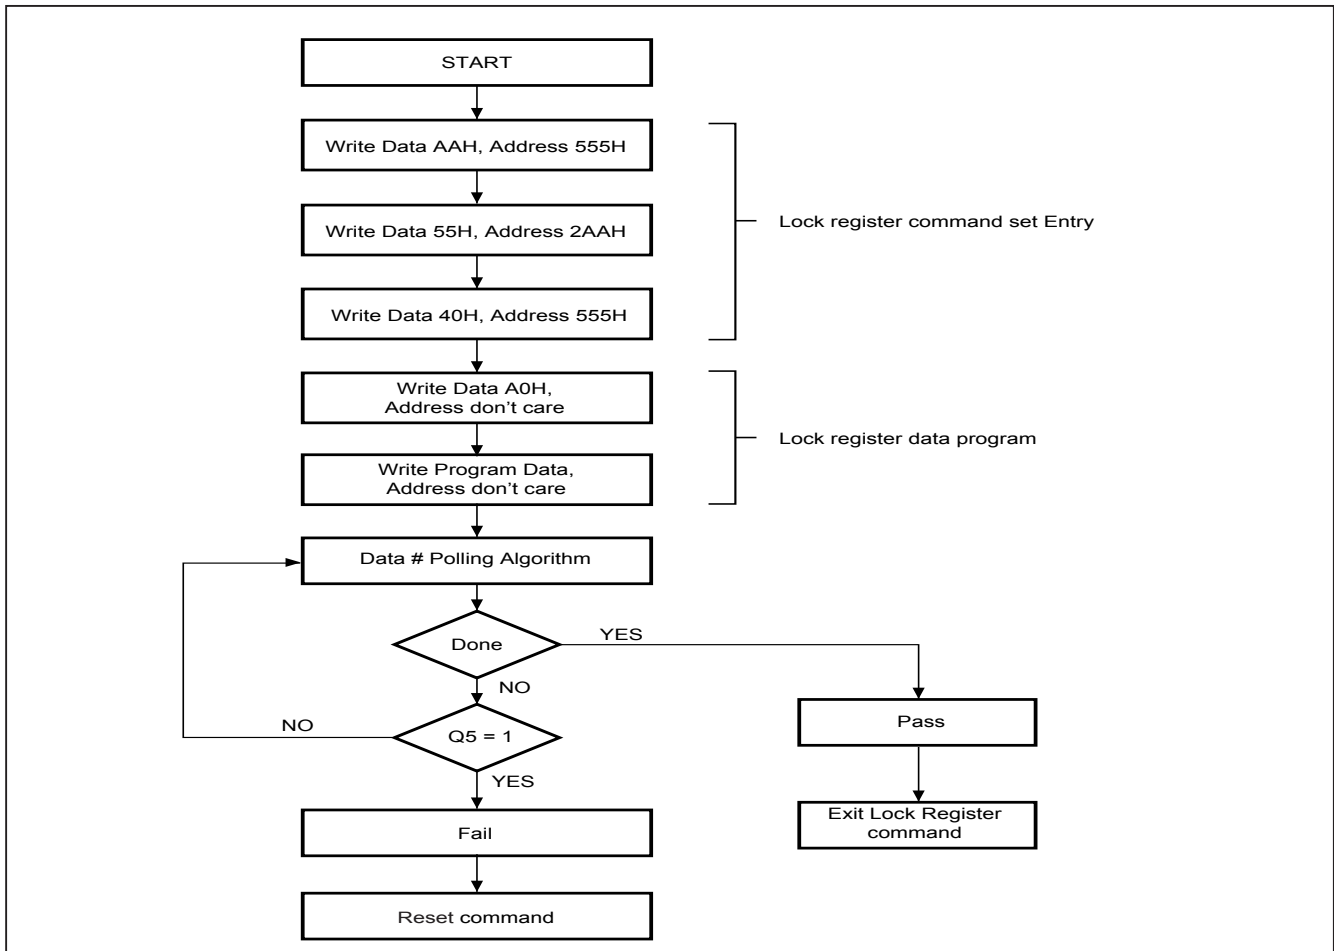 START
Write Data AAH, Address 555H
Write Data 55H, Address 2AAH
Lock register command set Entry
Write Data 40H, Address 555H
Write Data A0H,
Address don't care
Lock register data program
Write Program Data,
Address don't care
Data # Polling Algorithm
Done
YES
NO
Q5 = 1
NO
YES
Pass
Fail
Exit Lock Register
command
Reset command